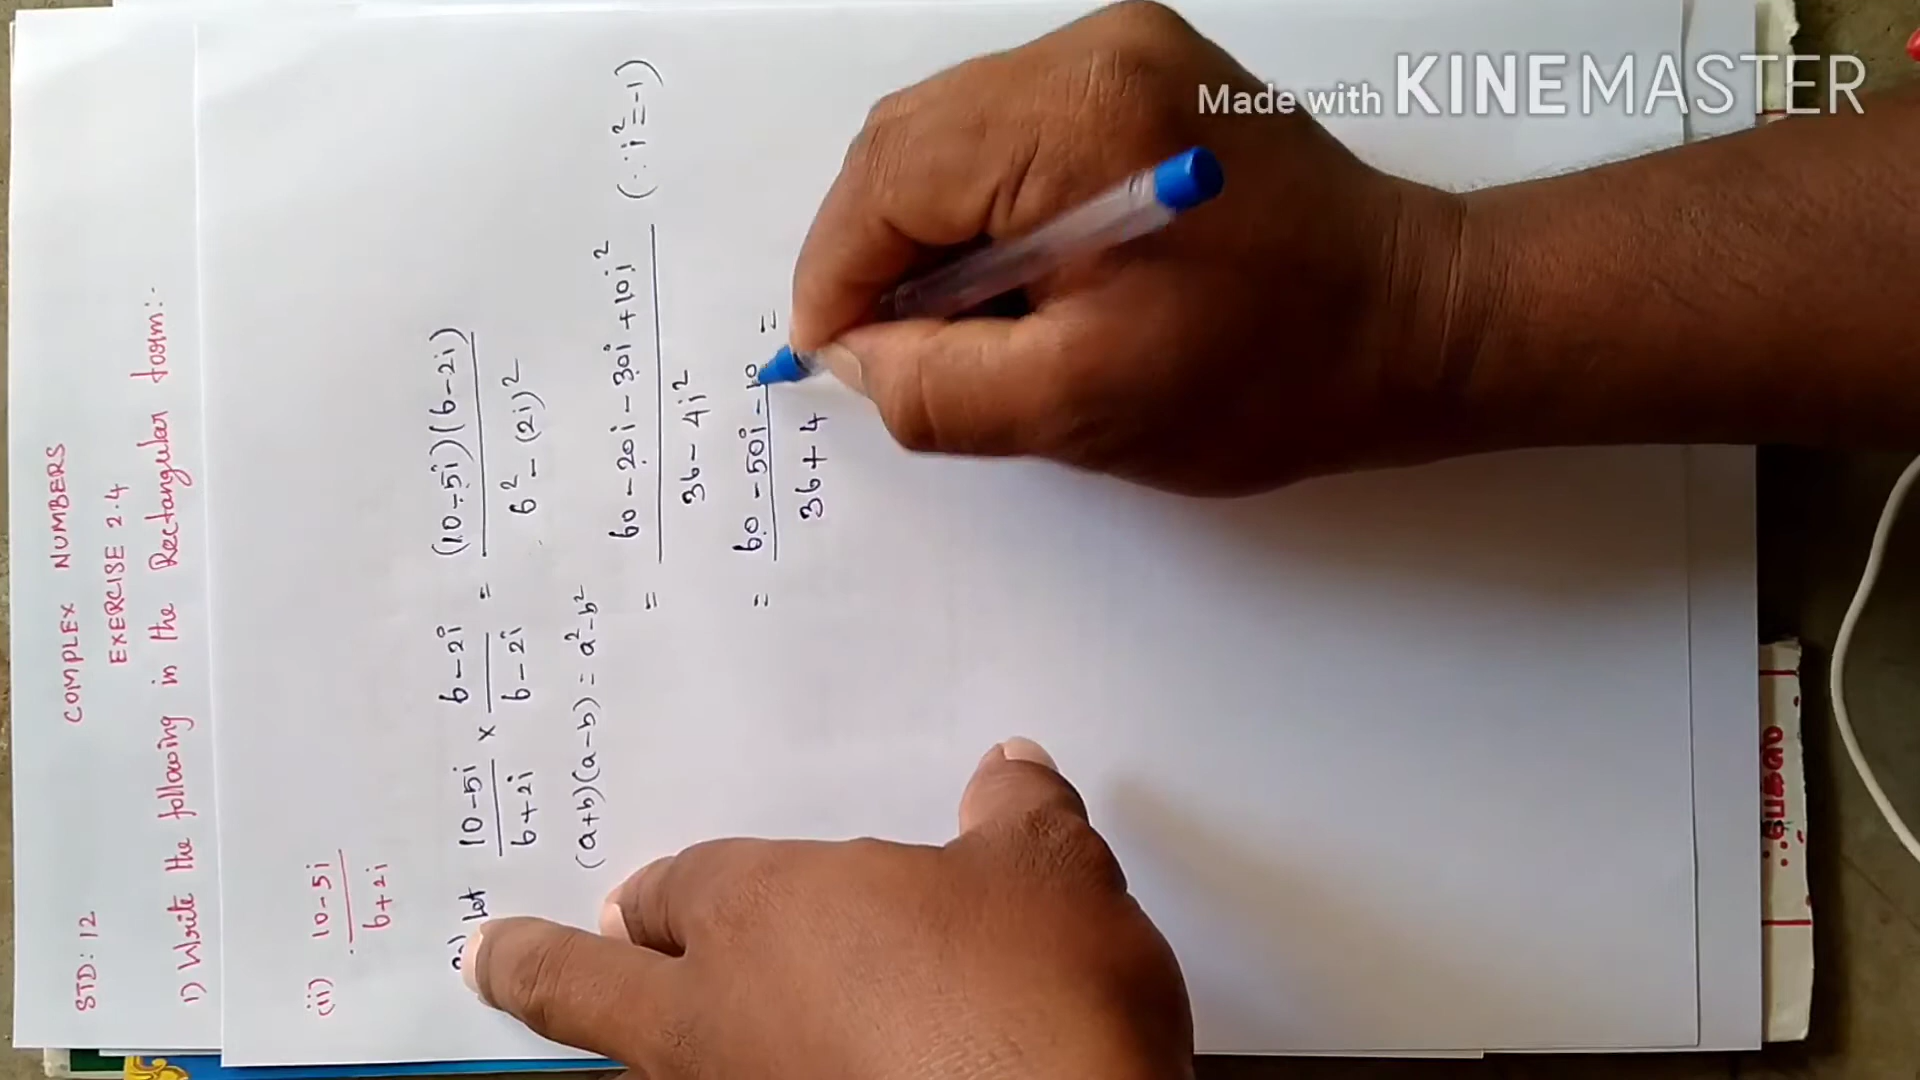 Made with KINEMASTER
STD: 12 COMPLEX NUMBERS
EXERCISE 2.4
1) Write the following in the Rectangular form:-
(ii) 10-5i / 6+2i
Let 10-5i / 6+2i × 6-2i / 6-2i = (10-5i)(6-2i) / 6² - (2i)²
(a+b)(a-b) = a²-b²
= 60 - 20i - 30i + 10i² / 36 - 4i² (∵ i²=-1)
= 60 - 50i - 10 / 36 + 4 =